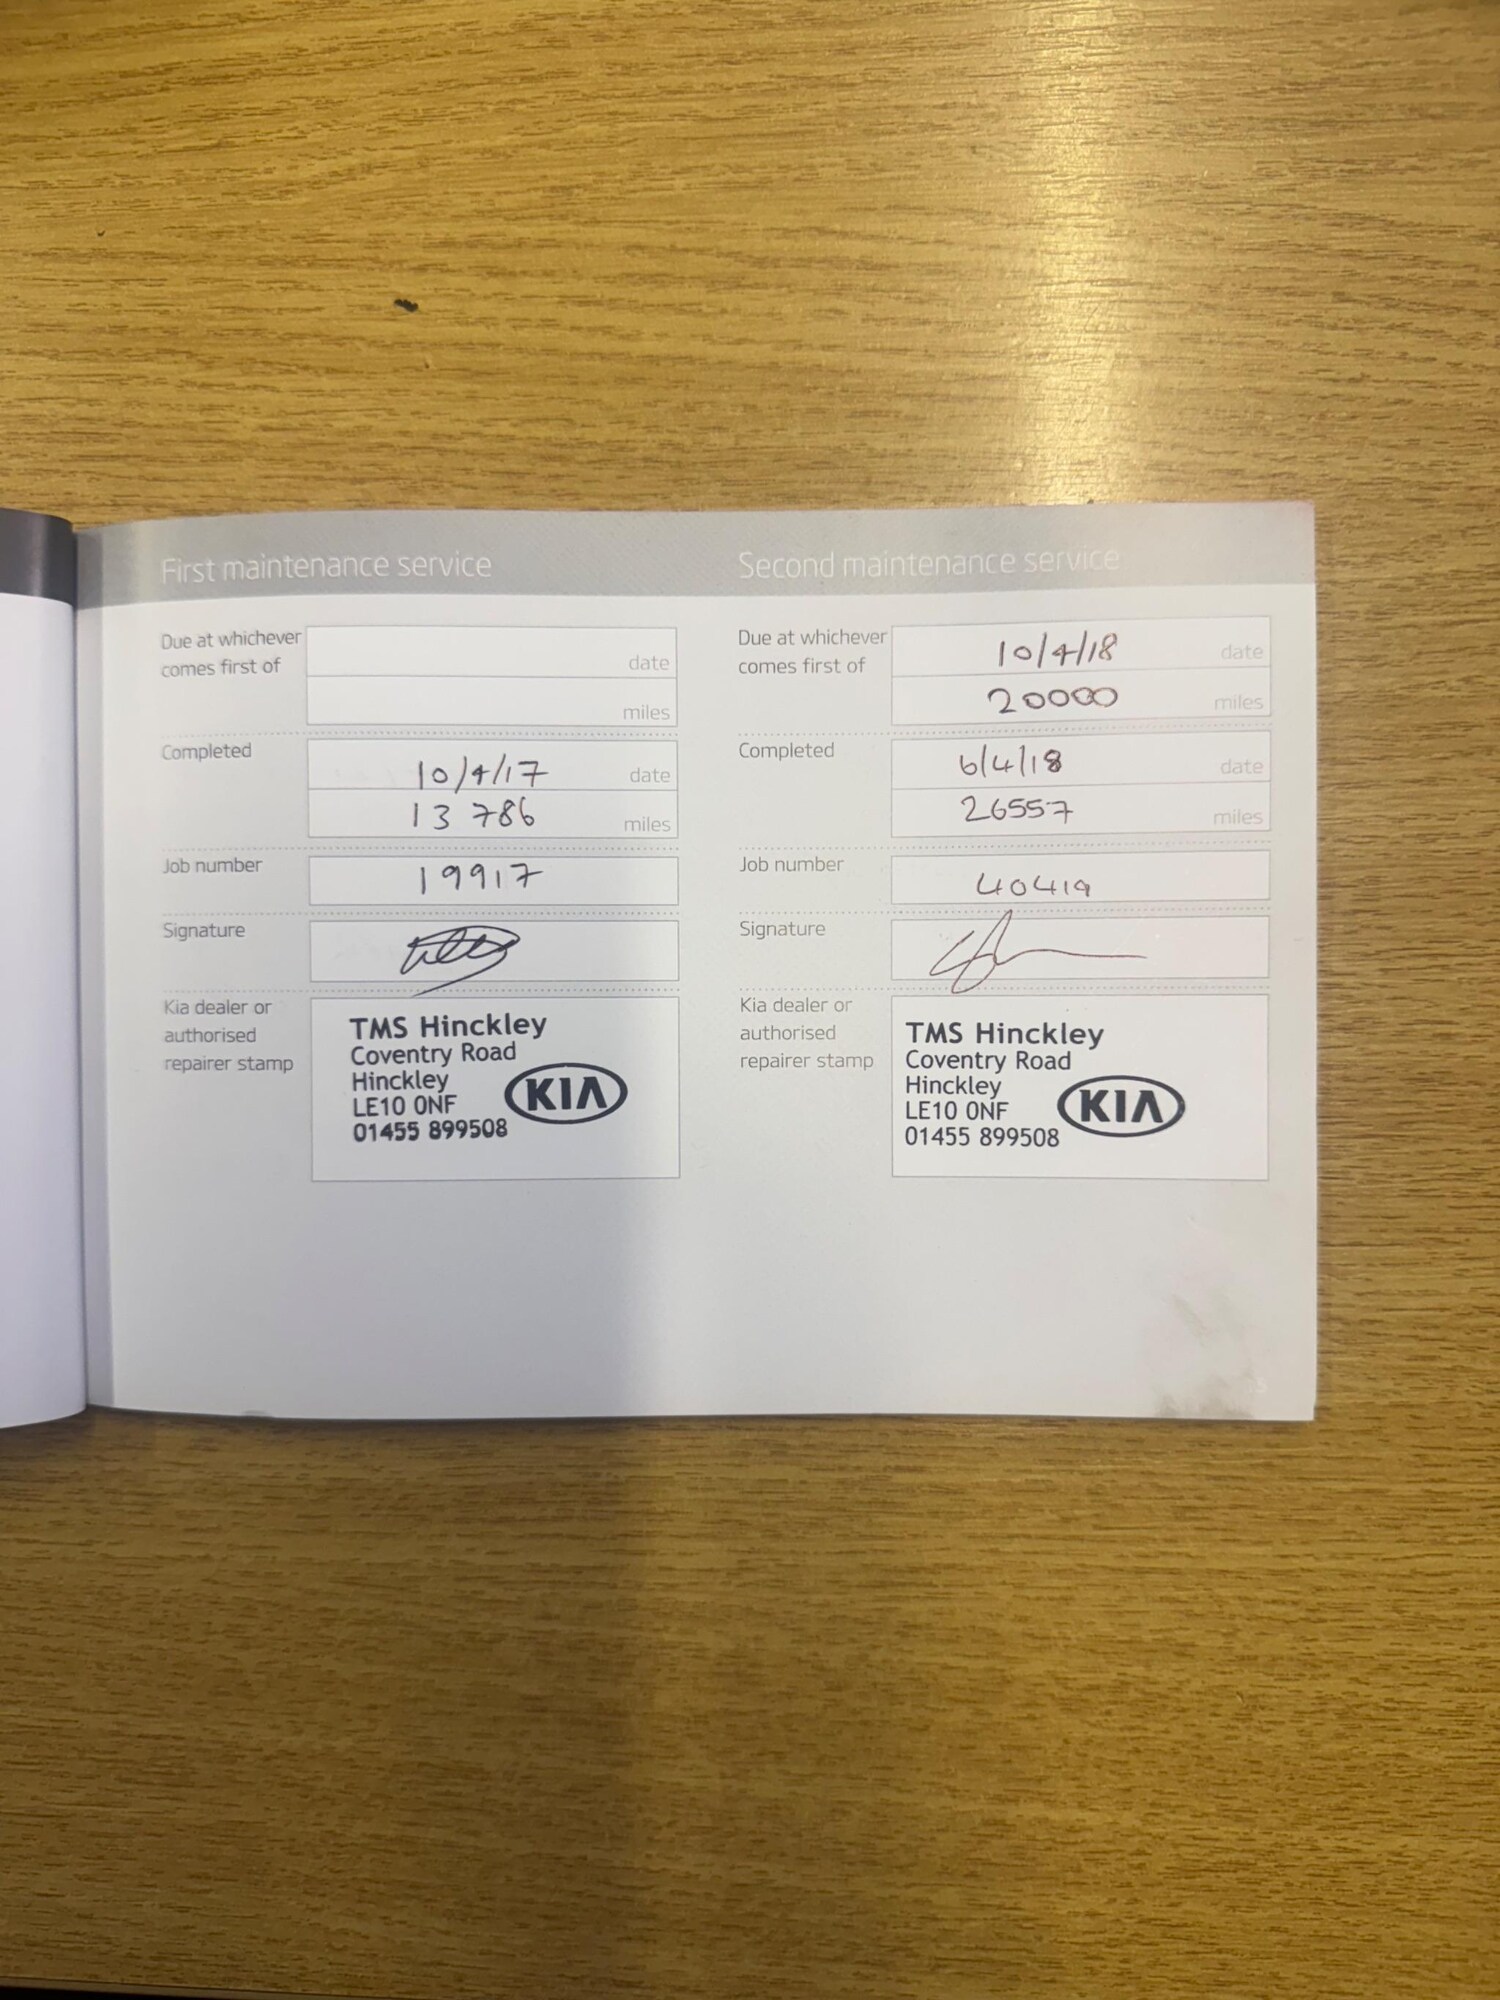 First maintenance service
Due at whichever
comes first of
date
miles
Completed
10/4/17 date
13 786 miles
Job number
19917
Signature
Kia dealer or
authorised
repairer stamp
TMS Hinckley
Coventry Road
Hinckley
LE10 0NF
01455 899508
KIA
Second maintenance service
Due at whichever
comes first of
10/4/18 date
20000 miles
Completed
6/4/18 date
26557 miles
Job number
40419
Signature
Kia dealer or
authorised
repairer stamp
TMS Hinckley
Coventry Road
Hinckley
LE10 0NF
01455 899508
KIA